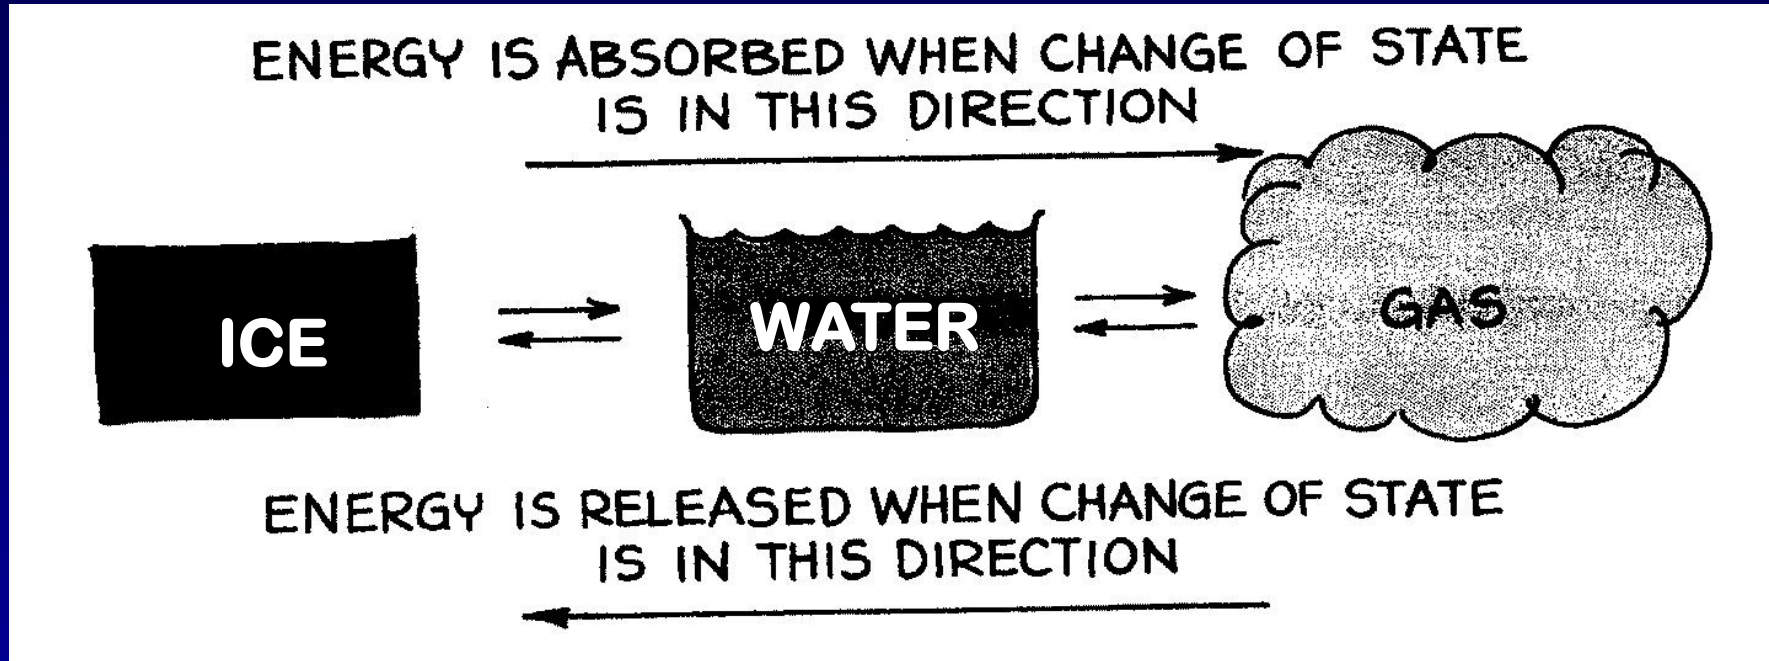 ENERGY IS ABSORBED WHEN CHANGE OF STATE
IS IN THIS DIRECTION
ICE
WATER
GAS
ENERGY IS RELEASED WHEN CHANGE OF STATE
IS IN THIS DIRECTION